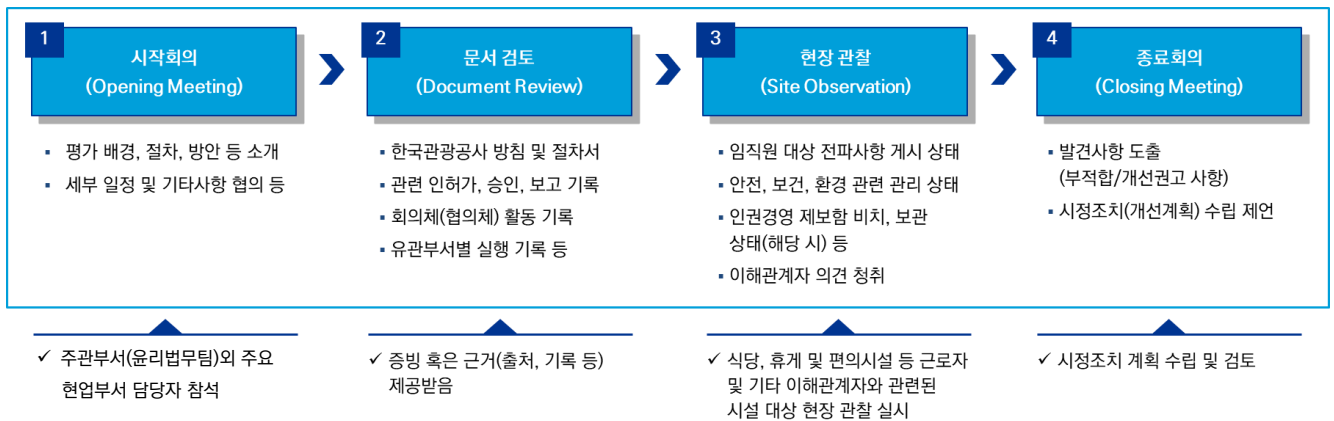 1
시작회의
(Opening Meeting)
▪ 평가 배경, 절차, 방안 등 소개
▪ 세부 일정 및 기타사항 협의 등
✓ 주관부서(윤리법무팀)외 주요
현업부서 담당자 참석
2
문서 검토
(Document Review)
▪ 한국관광공사 방침 및 절차서
▪ 관련 인허가, 승인, 보고 기록
▪ 회의체(협의체) 활동 기록
▪ 유관부서별 실행 기록 등
✓ 증빙 혹은 근거(출처, 기록 등)
제공받음
3
현장 관찰
(Site Observation)
▪ 임직원 대상 전파사항 게시 상태
▪ 안전, 보건, 환경 관련 관리 상태
▪ 인권경영 제보함 비치, 보관
상태(해당 시) 등
▪ 이해관계자 의견 청취
✓ 식당, 휴게 및 편의시설 등 근로자
및 기타 이해관계자와 관련된
시설 대상 현장 관찰 실시
4
종료회의
(Closing Meeting)
▪ 발견사항 도출
(부적합/개선권고 사항)
▪ 시정조치(개선계획) 수립 제언
✓ 시정조치 계획 수립 및 검토